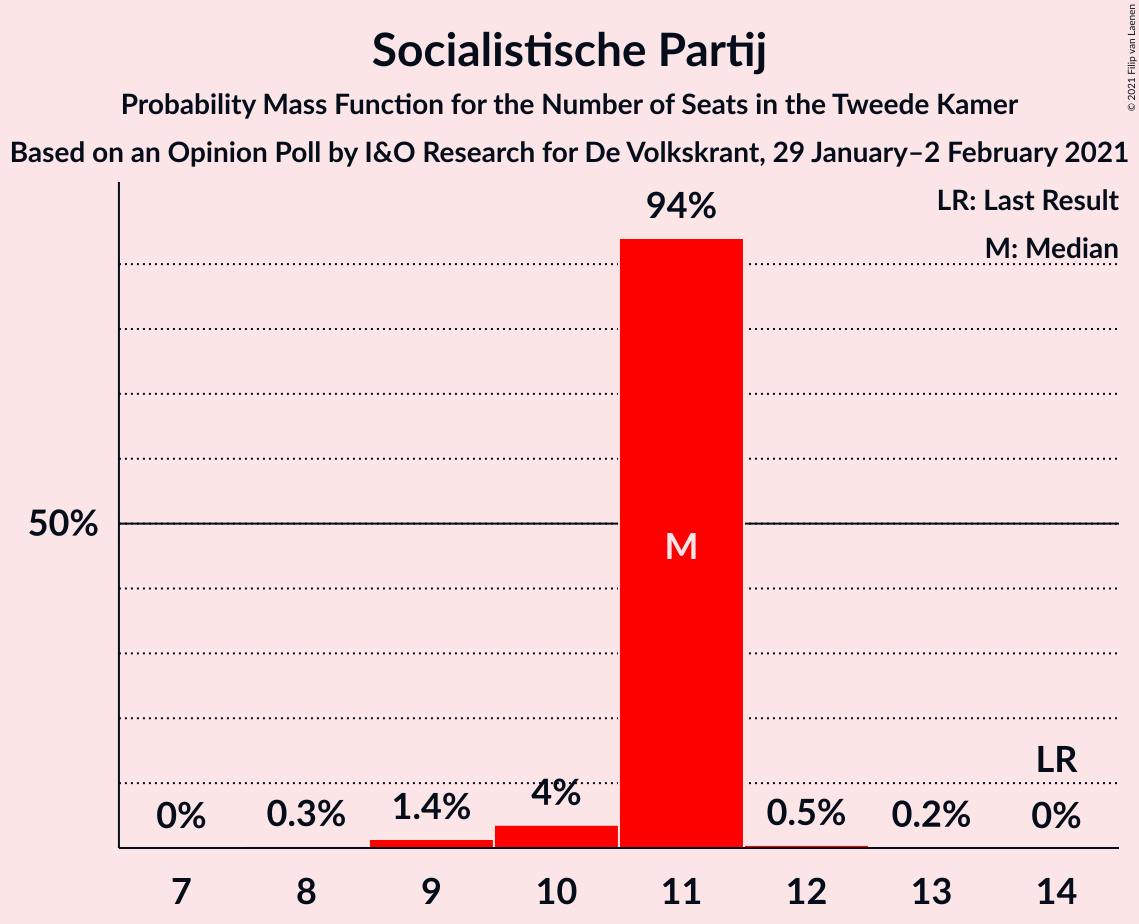 Socialistische Partij
Probability Mass Function for the Number of Seats in the Tweede Kamer
Based on an Opinion Poll by I&O Research for De Volkskrant, 29 January–2 February 2021
© 2021 Filip van Laenen
LR: Last Result
M: Median
94%
50%
M
LR
0%
0.3%
1.4%
4%
0.5%
0.2%
0%
7 8 9 10 11 12 13 14